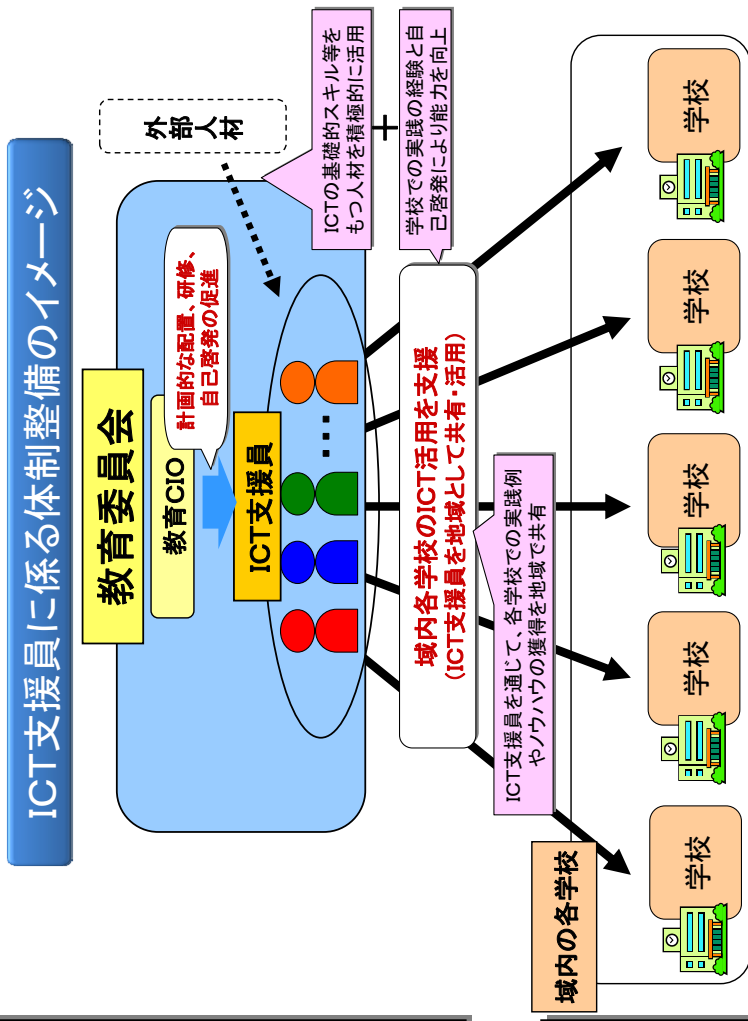 ICT支援員に係る体制整備のイメージ
教育委員会
教育CIO
計画的な配置、研修、
自己啓発の促進
外部人材
ICT支援員
…
ICTの基礎的スキル等を
もつ人材を積極的に活用
＋
学校での実践の経験と自
己啓発により能力を向上
域内各学校のICT活用を支援
(ICT支援員を地域として共有・活用)
ICT支援員を通じて、各学校での実践例
やノウハウの獲得を地域で共有
域内の各学校
学校
学校
学校
学校
学校